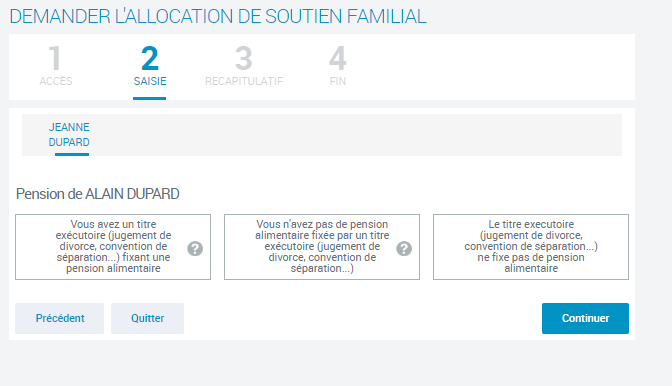 DEMANDER L'ALLOCATION DE SOUTIEN FAMILIAL
1
ACCÈS
2
SAISIE
3
RECAPITULATIF
4
FIN
JEANNE
DUPARD
Pension de ALAIN DUPARD
Vous avez un titre
exécutoire (jugement de
divorce, convention de
séparation...) fixant une
pension alimentaire
?
Vous n'avez pas de pension
alimentaire fixée par un titre
exécutoire (jugement de
divorce, convention de
séparation...)
?
Le titre executoire
(jugement de divorce,
convention de séparation...)
ne fixe pas de pension
alimentaire
Précédent
Quitter
Continuer